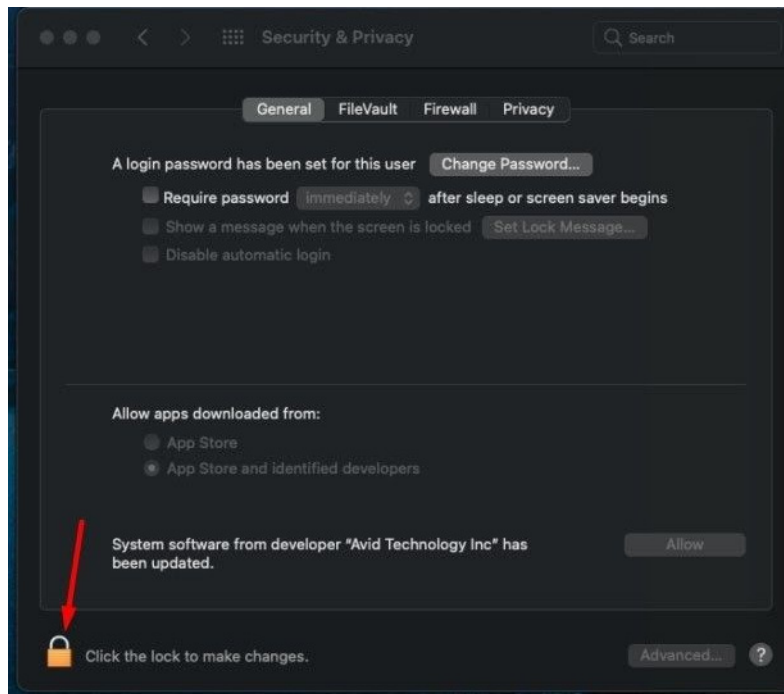 Security & Privacy
Search
General FileVault Firewall Privacy
A login password has been set for this user Change Password...
Require password immediately after sleep or screen saver begins
Show a message when the screen is locked Set Lock Message...
Disable automatic login
Allow apps downloaded from:
App Store
App Store and identified developers
System software from developer “Avid Technology Inc” has
been updated.
Allow
Click the lock to make changes.
Advanced... ?